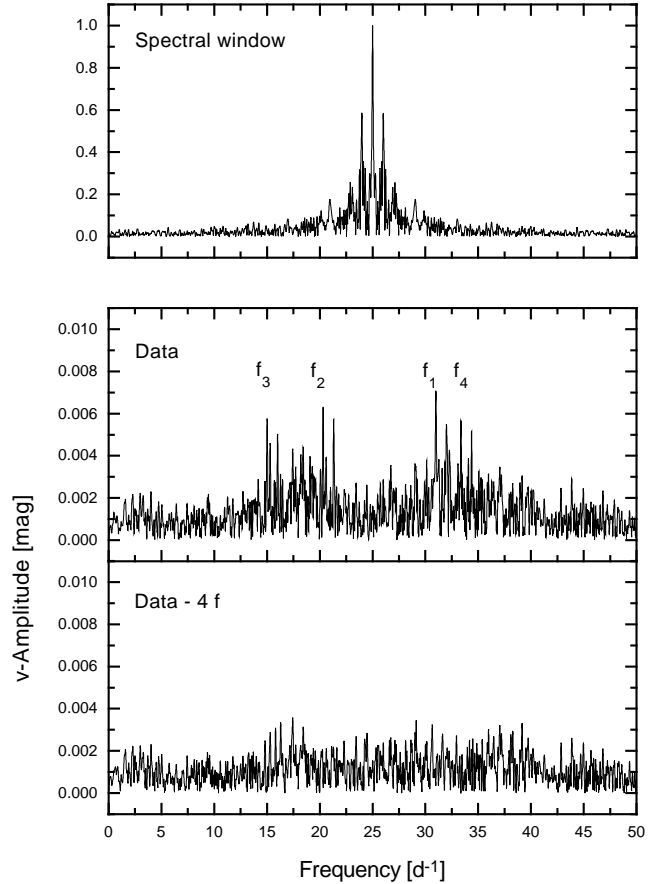 Spectral window
1.0
0.8
0.6
0.4
0.2
0.0
Data
f3 f2 f1 f4
0.010
0.008
0.006
0.004
0.002
0.000
Data - 4 f
0.010
0.008
0.006
0.004
0.002
0.000
v-Amplitude [mag]
0 5 10 15 20 25 30 35 40 45 50
Frequency [d-1]